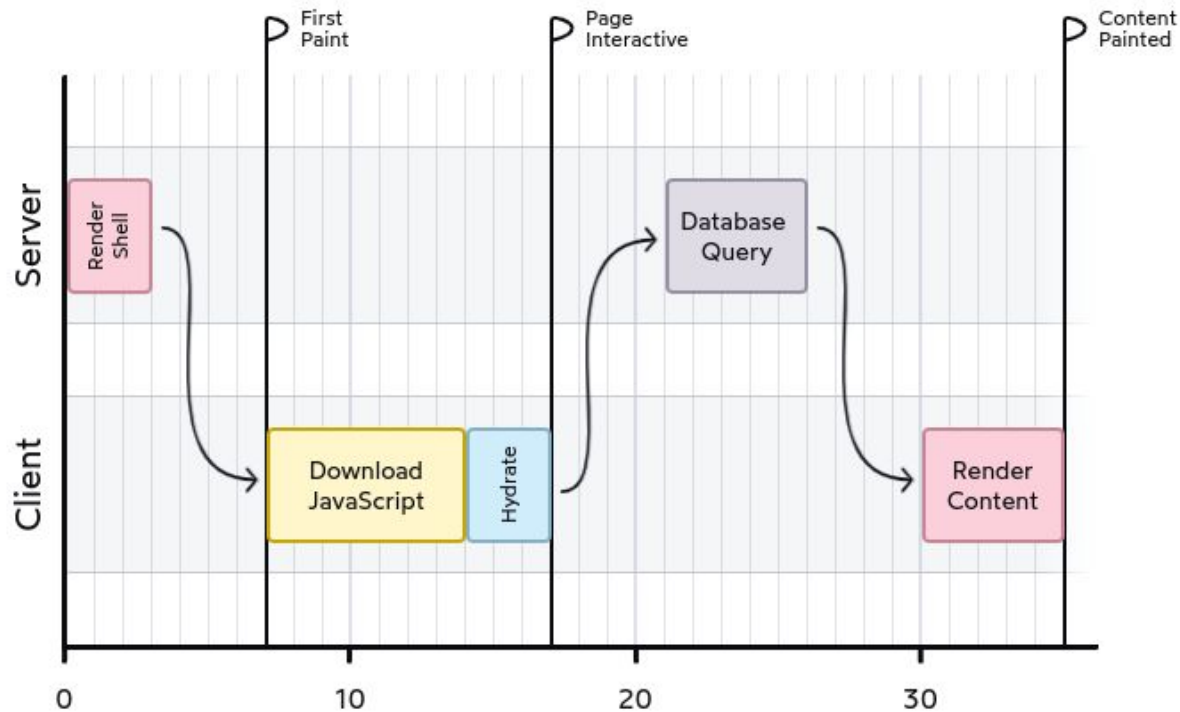 First
Paint
Page
Interactive
Content
Painted
Server
Render
Shell
Database
Query
Client
Download
JavaScript
Hydrate
Render
Content
0
10
20
30